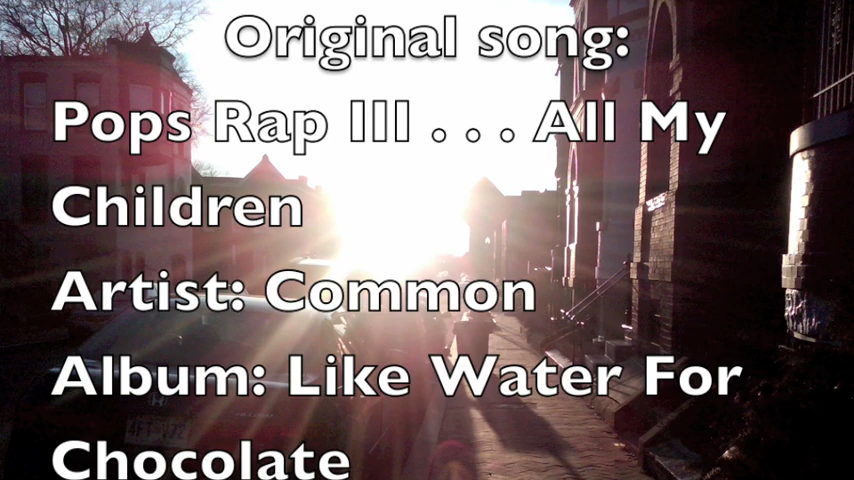 Original song:
Pops Rap III . . . All My
Children
Artist: Common
Album: Like Water For
Chocolate